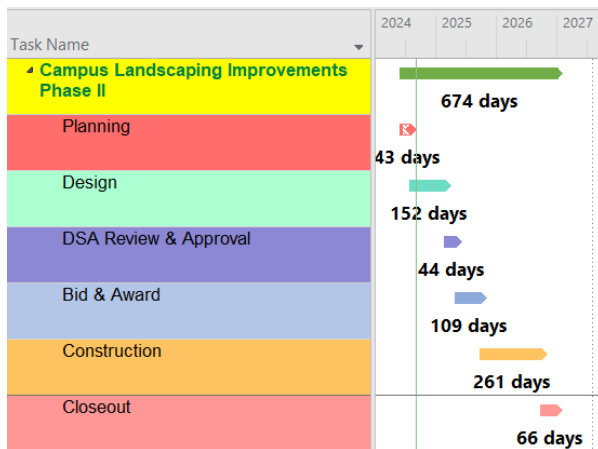 2024 2025 2026 2027
Task Name
Campus Landscaping Improvements
Phase II
674 days
Planning
43 days
Design
152 days
DSA Review & Approval
44 days
Bid & Award
109 days
Construction
261 days
Closeout
66 days